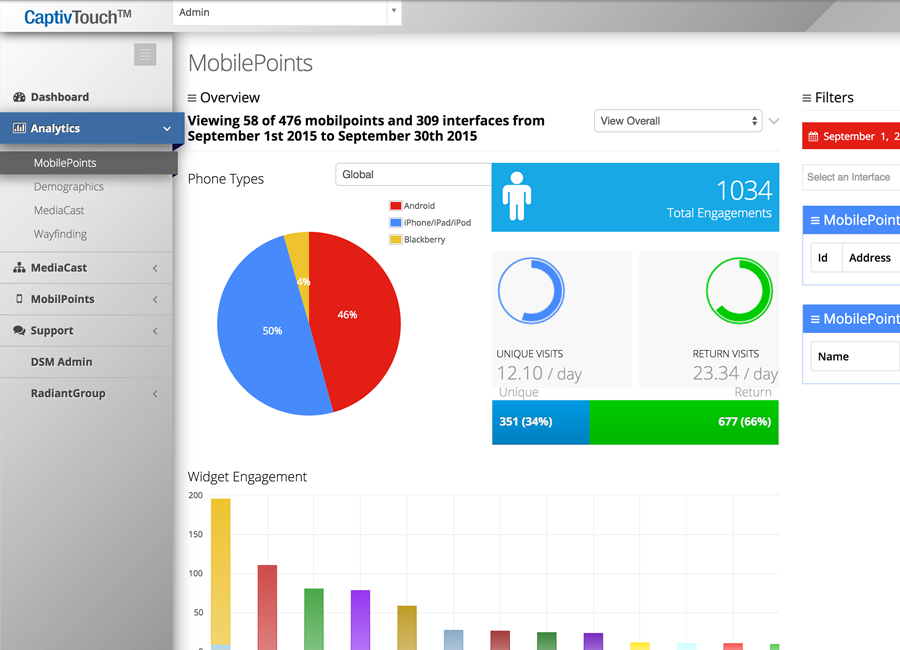 CaptivTouch™
Admin
MobilePoints
Dashboard
Analytics
MobilePoints
Demographics
MediaCast
Wayfinding
MediaCast
MobilPoints
Support
DSM Admin
RadiantGroup
Overview
Viewing 58 of 476 mobilpoints and 309 interfaces from
September 1st 2015 to September 30th 2015
View Overall
Phone Types
Global
Android
iPhone/iPad/iPod
Blackberry
4%
46%
50%
1034
Total Engagements
UNIQUE VISITS
12.10 / day
Unique
RETURN VISITS
23.34 / day
Return
351 (34%)
677 (66%)
Widget Engagement
200
150
100
50
Filters
September 1, 2
Select an Interface
MobilePoint
Id Address
MobilePoint
Name